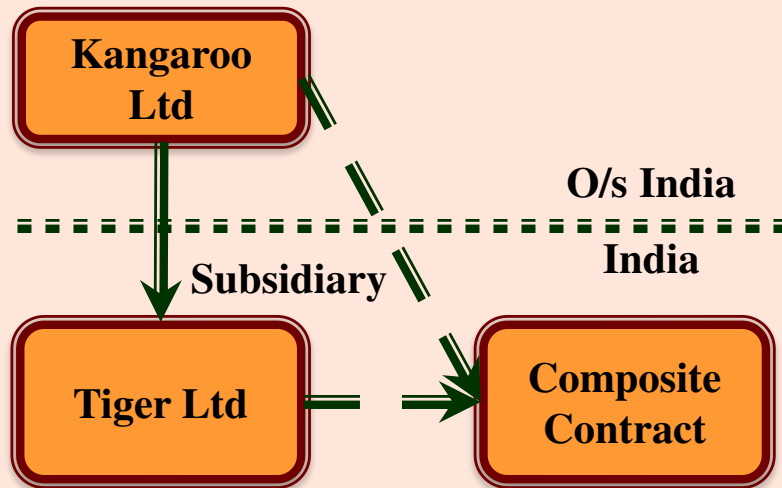 Kangaroo
Ltd
O/s India
India
Subsidiary
Tiger Ltd
Composite
Contract